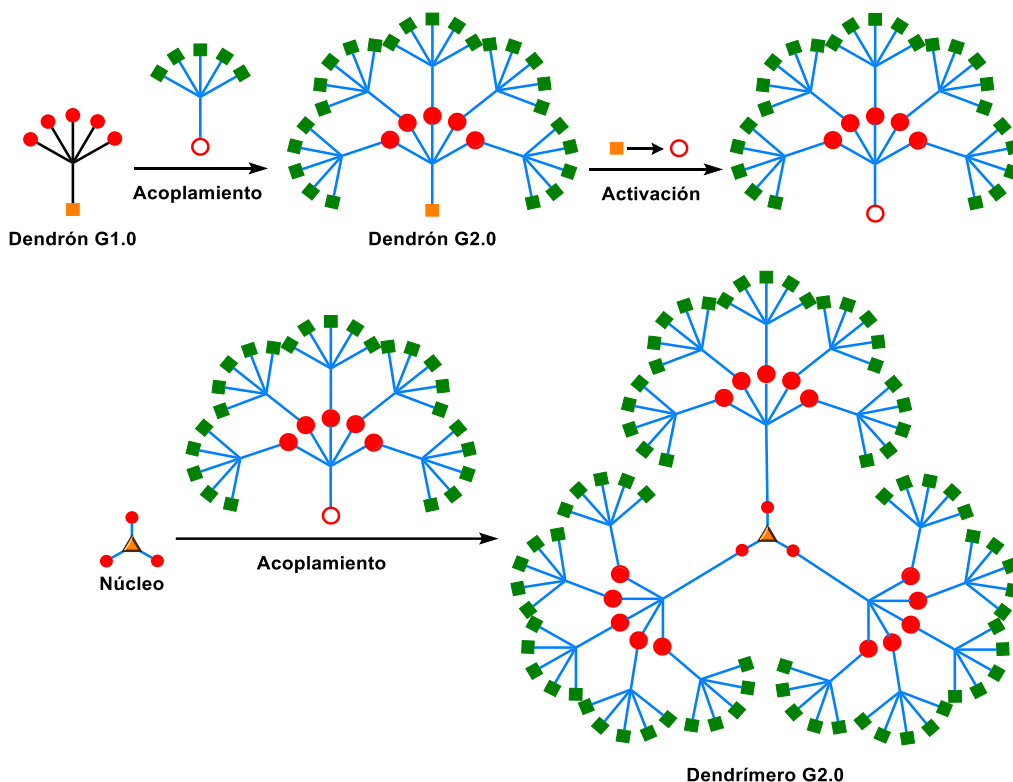 Acoplamiento
Activación
Dendrón G1.0
Dendrón G2.0
Acoplamiento
Núcleo
Dendrímero G2.0